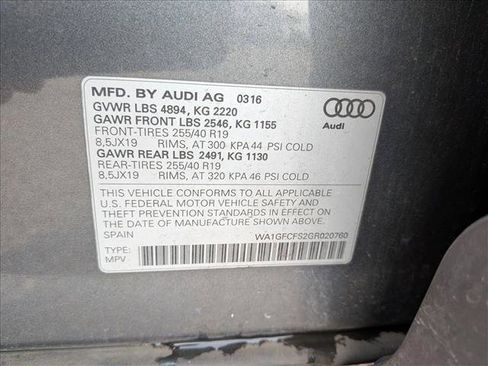 MFD. BY AUDI AG 0316
GVWR LBS 4894, KG 2220
GAWR FRONT LBS 2546, KG 1155
FRONT-TIRES 255/40 R19
8,5JX19 RIMS, AT 300 KPA 44 PSI COLD
GAWR REAR LBS 2491, KG 1130
REAR-TIRES 255/40 R19
8,5JX19 RIMS, AT 320 KPA 46 PSI COLD
Audi
THIS VEHICLE CONFORMS TO ALL APPLICABLE
U.S. FEDERAL MOTOR VEHICLE SAFETY AND
THEFT PREVENTION STANDARDS IN EFFECT ON
THE DATE OF MANUFACTURE SHOWN ABOVE.
SPAIN WA1GFCFS2GR020760
TYPE:
MPV